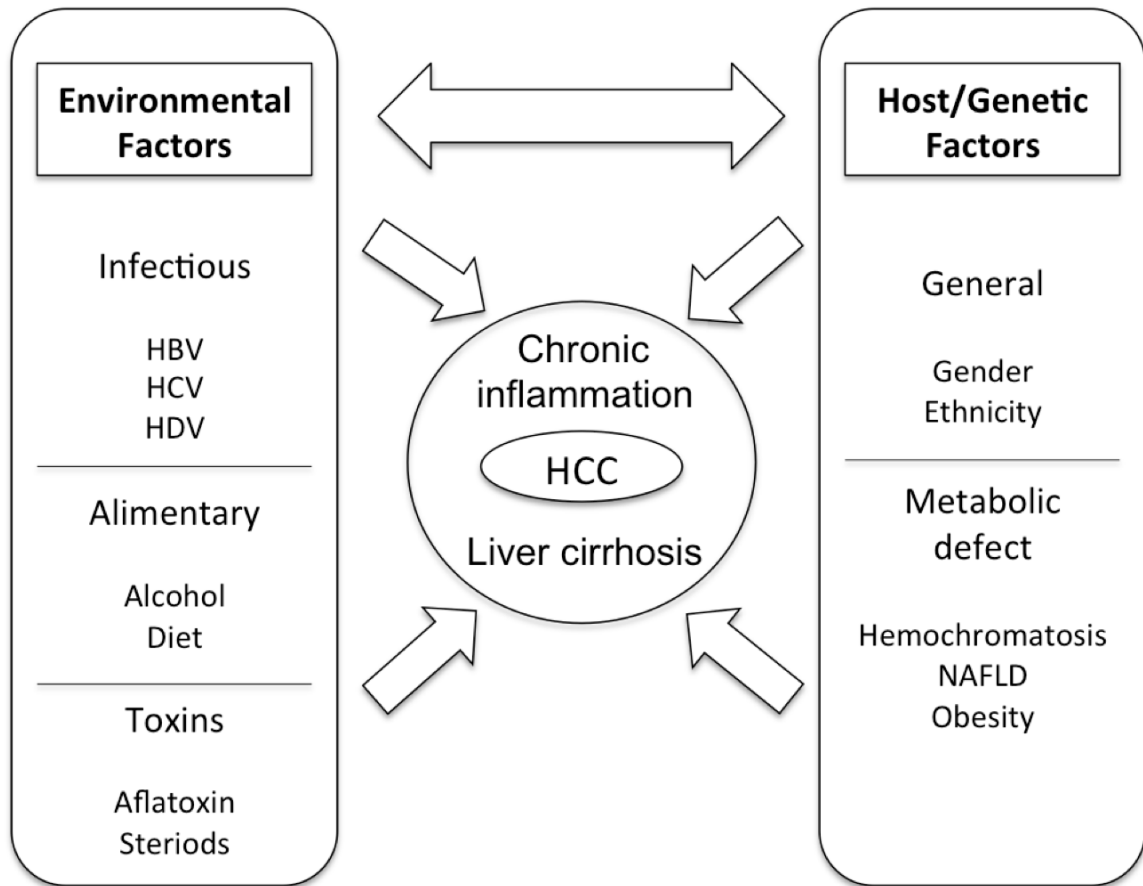 Environmental
Factors
Infectious
HBV
HCV
HDV
Alimentary
Alcohol
Diet
Toxins
Aflatoxin
Steriods
Chronic
inflammation
HCC
Liver cirrhosis
Host/Genetic
Factors
General
Gender
Ethnicity
Metabolic
defect
Hemochromatosis
NAFLD
Obesity